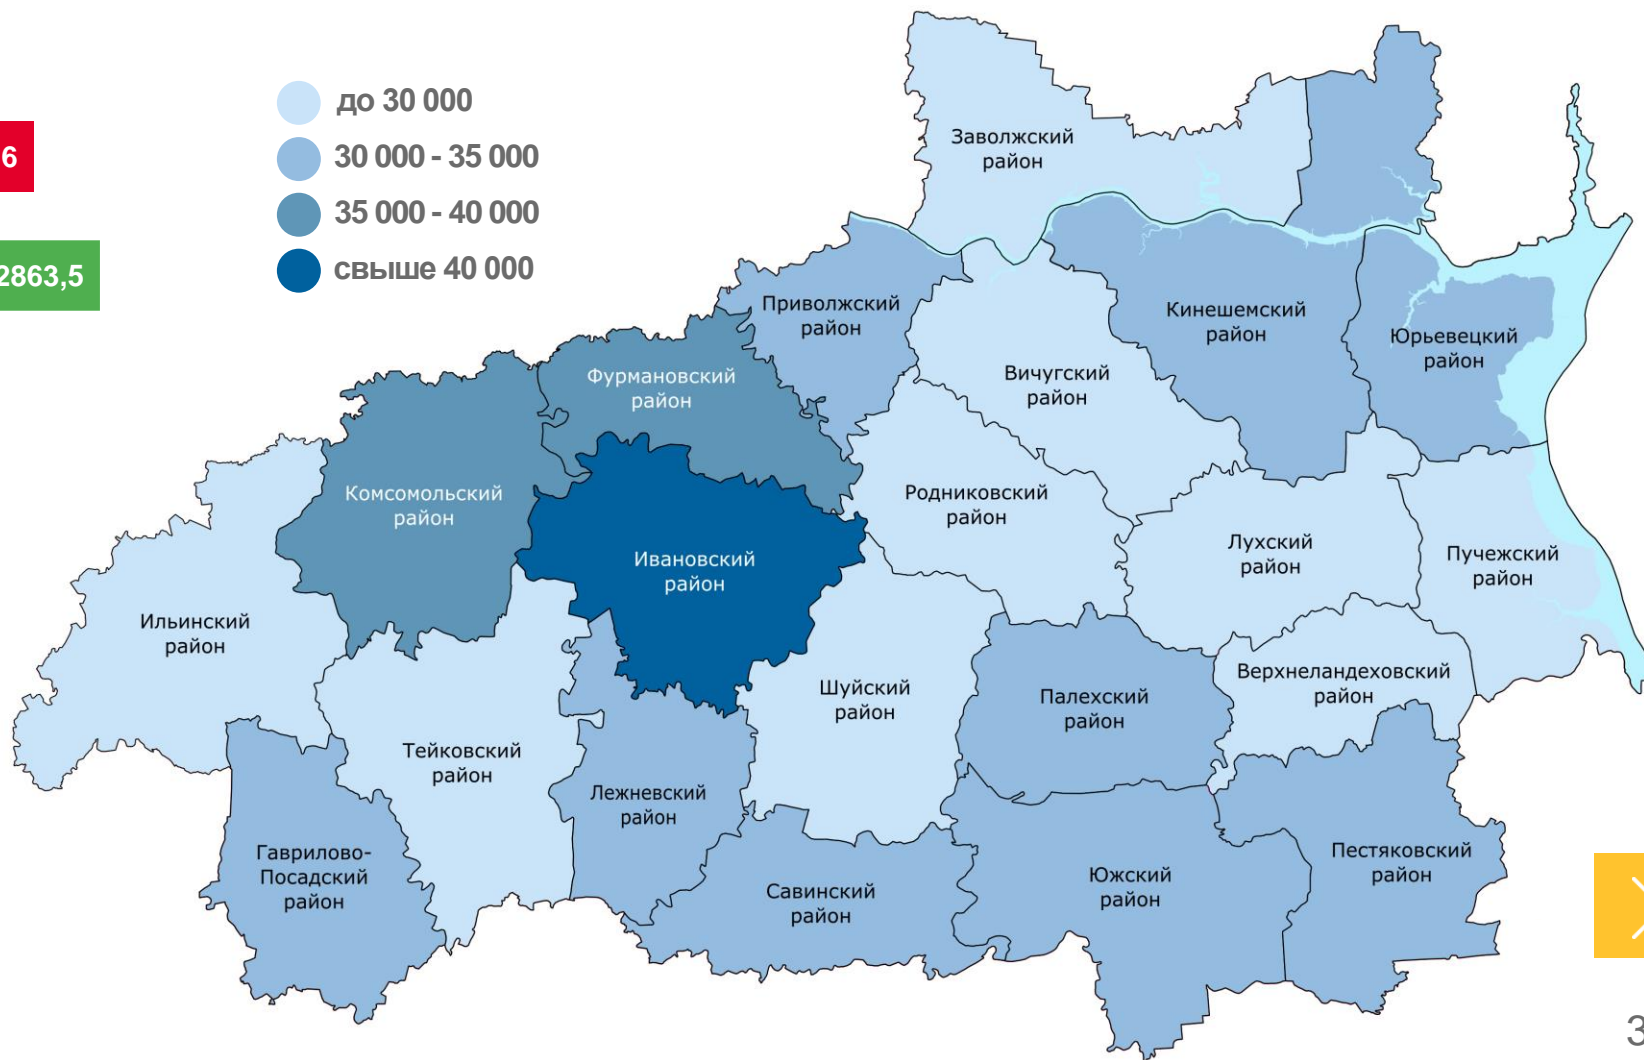 до 30 000
6
30 000 - 35 000
35 000 - 40 000
2863,5
свыше 40 000
Заволжский
район
Приволжский
район
Кинешемский
район
Юрьевецкий
район
Фурмановский
район
Вичугский
район
Комсомольский
район
Родниковский
район
Ивановский
район
Лухский
район
Пучежский
район
Ильинский
район
Шуйский
район
Палехский
район
Верхнеландеховский
район
Тейковский
район
Лежневский
район
Гаврилово-
Посадский
район
Савинский
район
Южский
район
Пестяковский
район
3